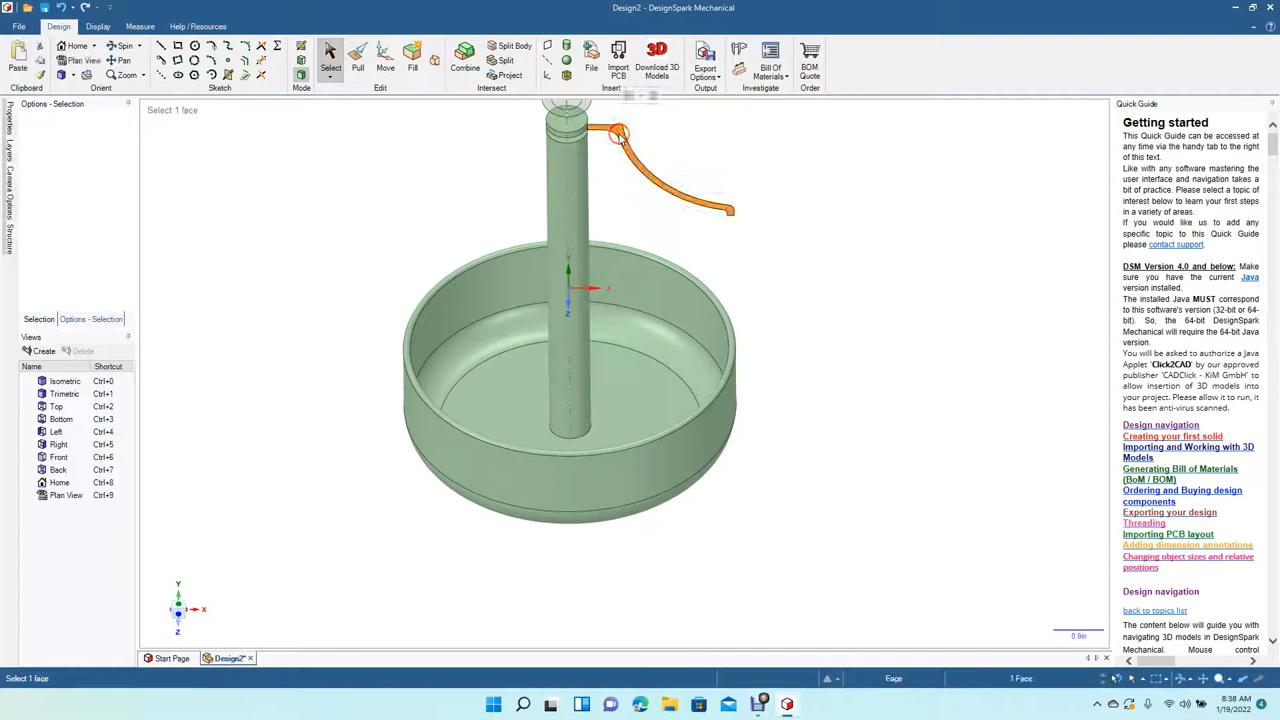 Design2 - DesignSpark Mechanical
File Design Display Measure Help / Resources
Paste Home Plan View Spin Pan Zoom Select Pull Move Fill Combine Split Body Split Project File Import PCB Download 3D Models Export Options Bill Of Materials BOM Quote
3D
Clipboard Orient Sketch Mode Edit Intersect Insert Output Investigate Order
Options - Selection
Select 1 face
Properties
Layers
Camera Options
Structure
Selection Options - Selection
Views
Create Delete
Name Shortcut
Isometric Ctrl+0
Trimetric Ctrl+1
Top Ctrl+2
Bottom Ctrl+3
Left Ctrl+4
Right Ctrl+5
Front Ctrl+6
Back Ctrl+7
Home Ctrl+8
Plan View Ctrl+9
Y
X
Z
Y
X
Z
0.9in
Quick Guide
Getting started
This Quick Guide can be accessed at
any time via the handy tab to the right
of this text.
Like with any software mastering the
user interface and navigation takes a
bit of practice. Please select a topic of
interest below to learn your first steps
in a variety of areas.
If you would like us to add any
specific topic to this Quick Guide
please contact support.
DSM Version 4.0 and below: Make
sure you have the current Java
version installed.
The installed Java MUST correspond
to this software's version (32-bit or 64-
bit). So, the 64-bit DesignSpark
Mechanical will require the 64-bit Java
version.
You will be asked to authorize a Java
Applet 'Click2CAD' by our approved
publisher 'CADClick - KiM GmbH' to
allow insertion of 3D models into
your project. Please allow it to run, it
has been anti-virus scanned.
Design navigation
Creating your first solid
Importing and Working with 3D
Models
Generating Bill of Materials
(BoM / BOM)
Ordering and Buying design
components
Exporting your design
Threading
Importing PCB layout
Adding dimension annotations
Changing object sizes and relative
positions
Design navigation
back to topics list
The content below will guide you with
navigating 3D models in DesignSpark
Mechanical. Mouse control
Start Page Design2*
Select 1 face Face 1 Face
8:38 AM
1/19/2022